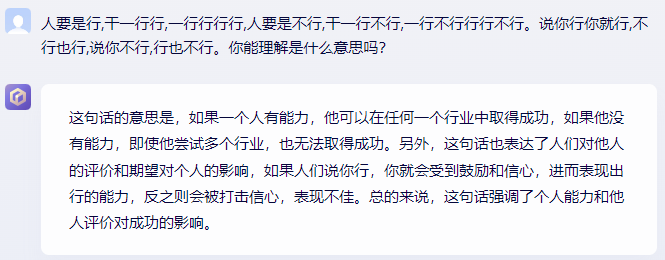 人要是行,干一行行,一行行行行,人要是不行,干一行不行,一行不行行行不行。说你行你就行,不
行也行,说你不行,行也不行。你能理解是什么意思吗?
这句话的意思是，如果一个人有能力，他可以在任何一个行业中取得成功，如果他没
有能力，即使他尝试多个行业，也无法取得成功。另外，这句话也表达了人们对他人
的评价和期望对个人的影响，如果人们说你行，你就会受到鼓励和信心，进而表现出
行的能力，反之则会被打击信心，表现不佳。总的来说，这句话强调了个人能力和他
人评价对成功的影响。